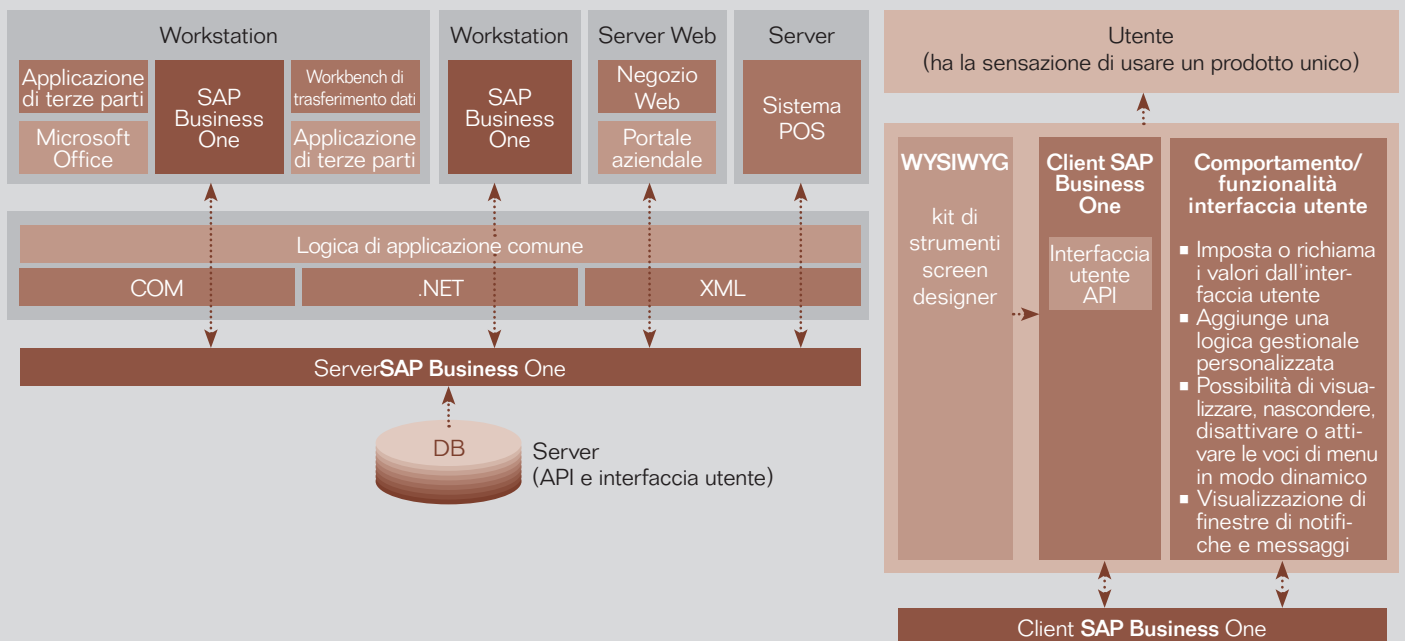 Workstation
Applicazione
di terze parti
Microsoft
Office
SAP
Business
One
Workbench di
trasferimento dati
Applicazione
di terze parti
Workstation
SAP
Business
One
Server Web
Negozio
Web
Portale
aziendale
Server
Sistema
POS
Logica di applicazione comune
COM
.NET
XML
ServerSAP Business One
DB
Server
(API e interfaccia utente)
Utente
(ha la sensazione di usare un prodotto unico)
WYSIWYG
kit di
strumenti
screen
designer
Client SAP
Business
One
Interfaccia
utente
API
Comportamento/
funzionalità
interfaccia utente
■ Imposta o richiama
i valori dall'inter-
faccia utente
■ Aggiunge una
logica gestionale
personalizzata
■ Possibilità di visua-
lizzare, nascondere,
disattivare o atti-
vare le voci di menu
in modo dinamico
■ Visualizzazione di
finestre di notifi-
che e messaggi
Client SAP Business One